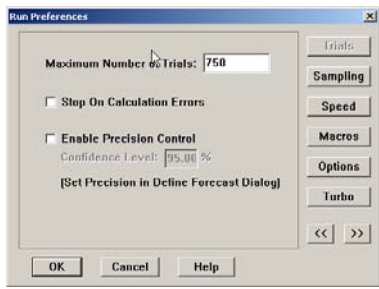 Run Preferences
Maximum Number of Trials: 750
Stop On Calculation Errors
Enable Precision Control
Confidence Level: 95.00 %
(Set Precision in Define Forecast Dialog)
Trials
Sampling
Speed
Macros
Options
Turbo
<< >>
OK Cancel Help